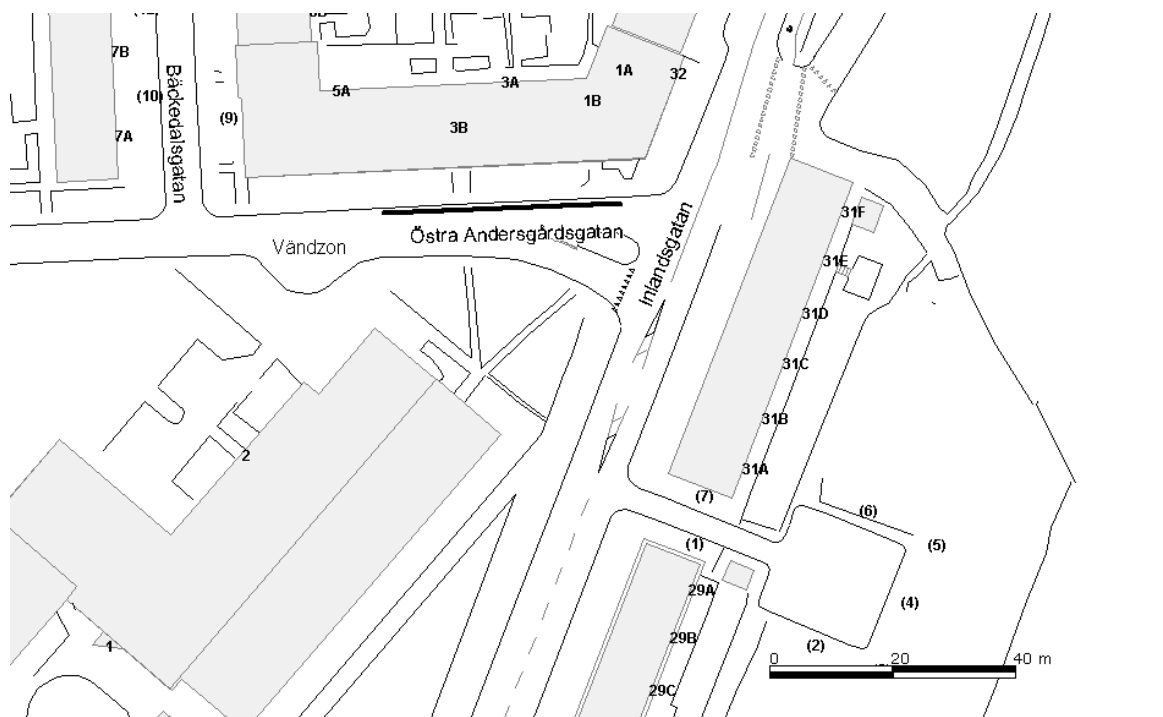 7B
(10)
7A
Bäckedalsgatan
(9)
5A
3A
3B
1A
1B
32
Östra Andersgårdsgatan
Vändzon
Inlandsgatan
31F
31E
31D
31C
31B
31A
(7)
(6)
(5)
(1)
(4)
(2)
2
1
29A
29B
29C
0 20 40 m